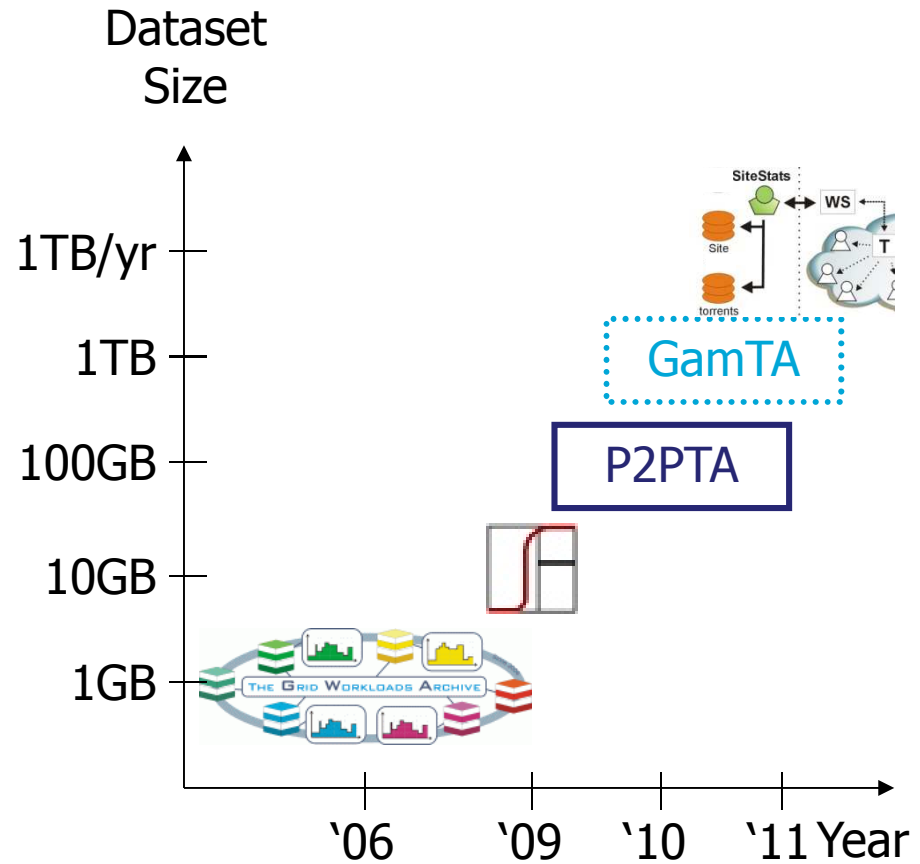 Dataset
Size
SiteStats
WS
Site
T
torrents
1TB/yr
1TB
GamTA
100GB
P2PTA
10GB
1GB
THE GRID WORKLOADS ARCHIVE
‘06
‘09
‘10
‘11 Year